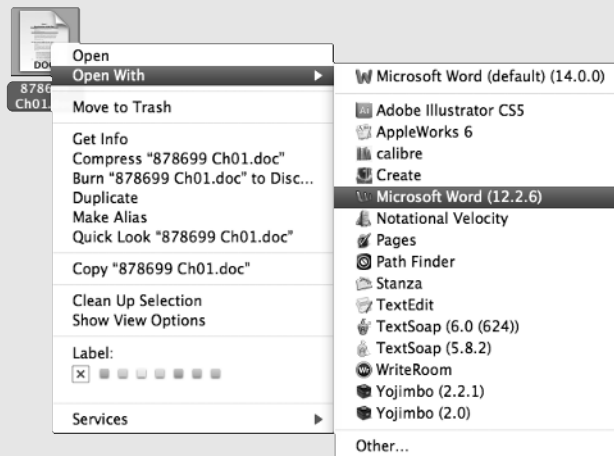 DOC
878
Ch01.
Open
Open With
Move to Trash
Get Info
Compress “878699 Ch01.doc”
Burn “878699 Ch01.doc” to Disc...
Duplicate
Make Alias
Quick Look “878699 Ch01.doc”
Copy “878699 Ch01.doc”
Clean Up Selection
Show View Options
Label:
Services
Microsoft Word (default) (14.0.0)
Adobe Illustrator CS5
AppleWorks 6
calibre
Create
Microsoft Word (12.2.6)
Notational Velocity
Pages
Path Finder
Stanza
TextEdit
TextSoap (6.0 (624))
TextSoap (5.8.2)
WriteRoom
Yojimbo (2.2.1)
Yojimbo (2.0)
Other...